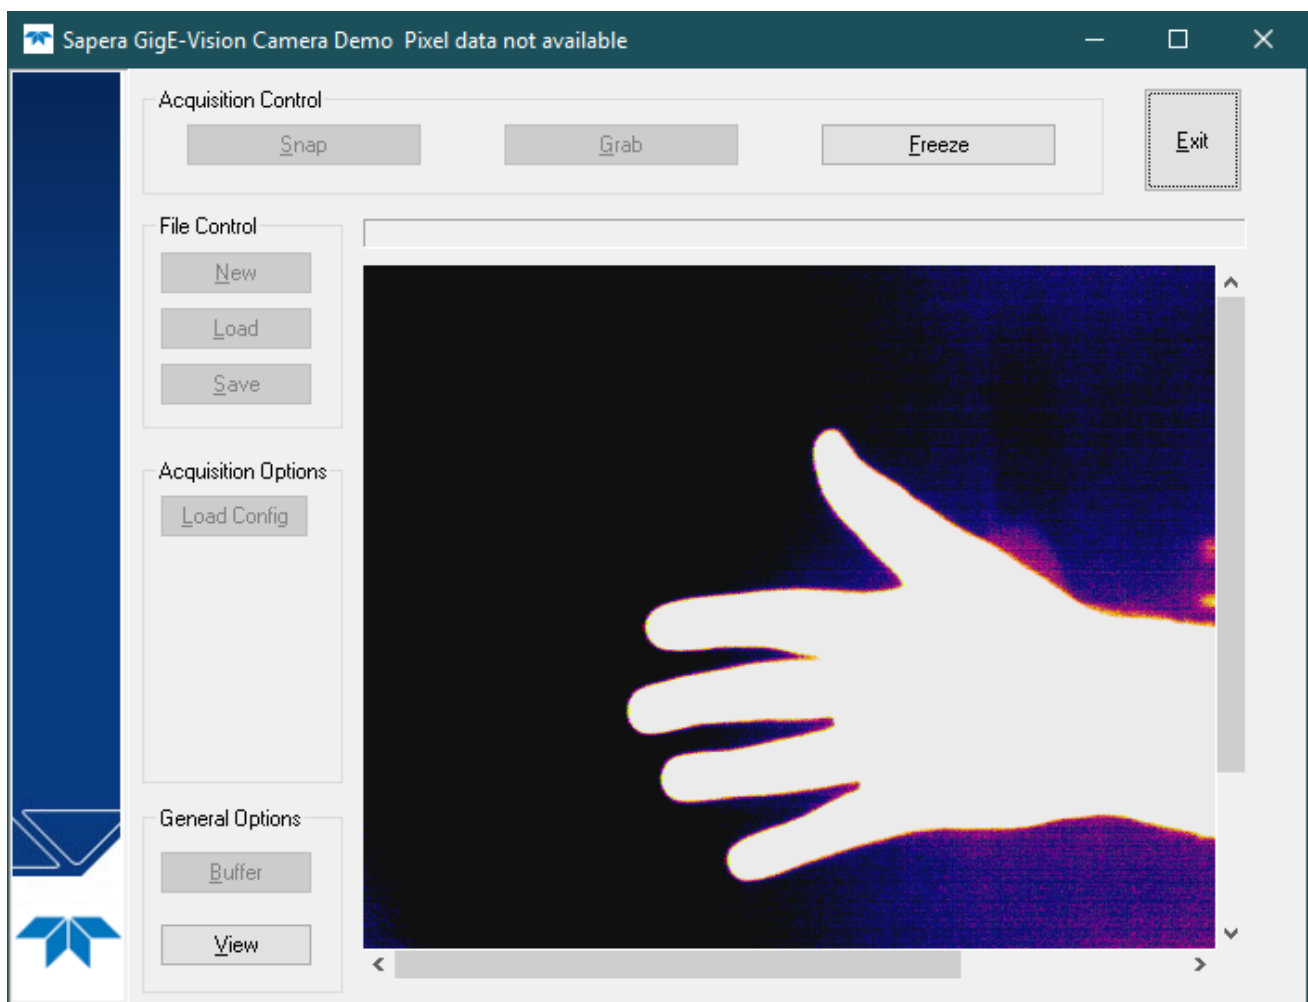 Sapera GigE-Vision Camera Demo  Pixel data not available
Acquisition Control
Snap
Grab
Freeze
Exit
File Control
New
Load
Save
Acquisition Options
Load Config
General Options
Buffer
View